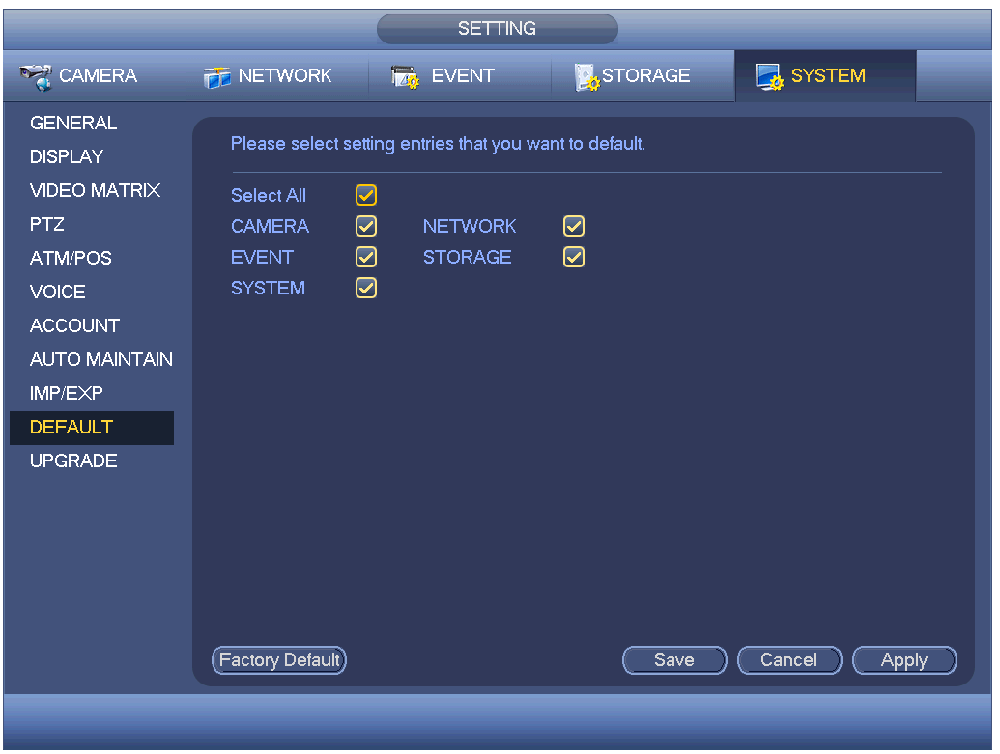 SETTING
CAMERA NETWORK EVENT STORAGE SYSTEM
GENERAL
DISPLAY
VIDEO MATRIX
PTZ
ATM/POS
VOICE
ACCOUNT
AUTO MAINTAIN
IMP/EXP
DEFAULT
UPGRADE
Please select setting entries that you want to default.
Select All
CAMERA NETWORK
EVENT STORAGE
SYSTEM
Factory Default Save Cancel Apply